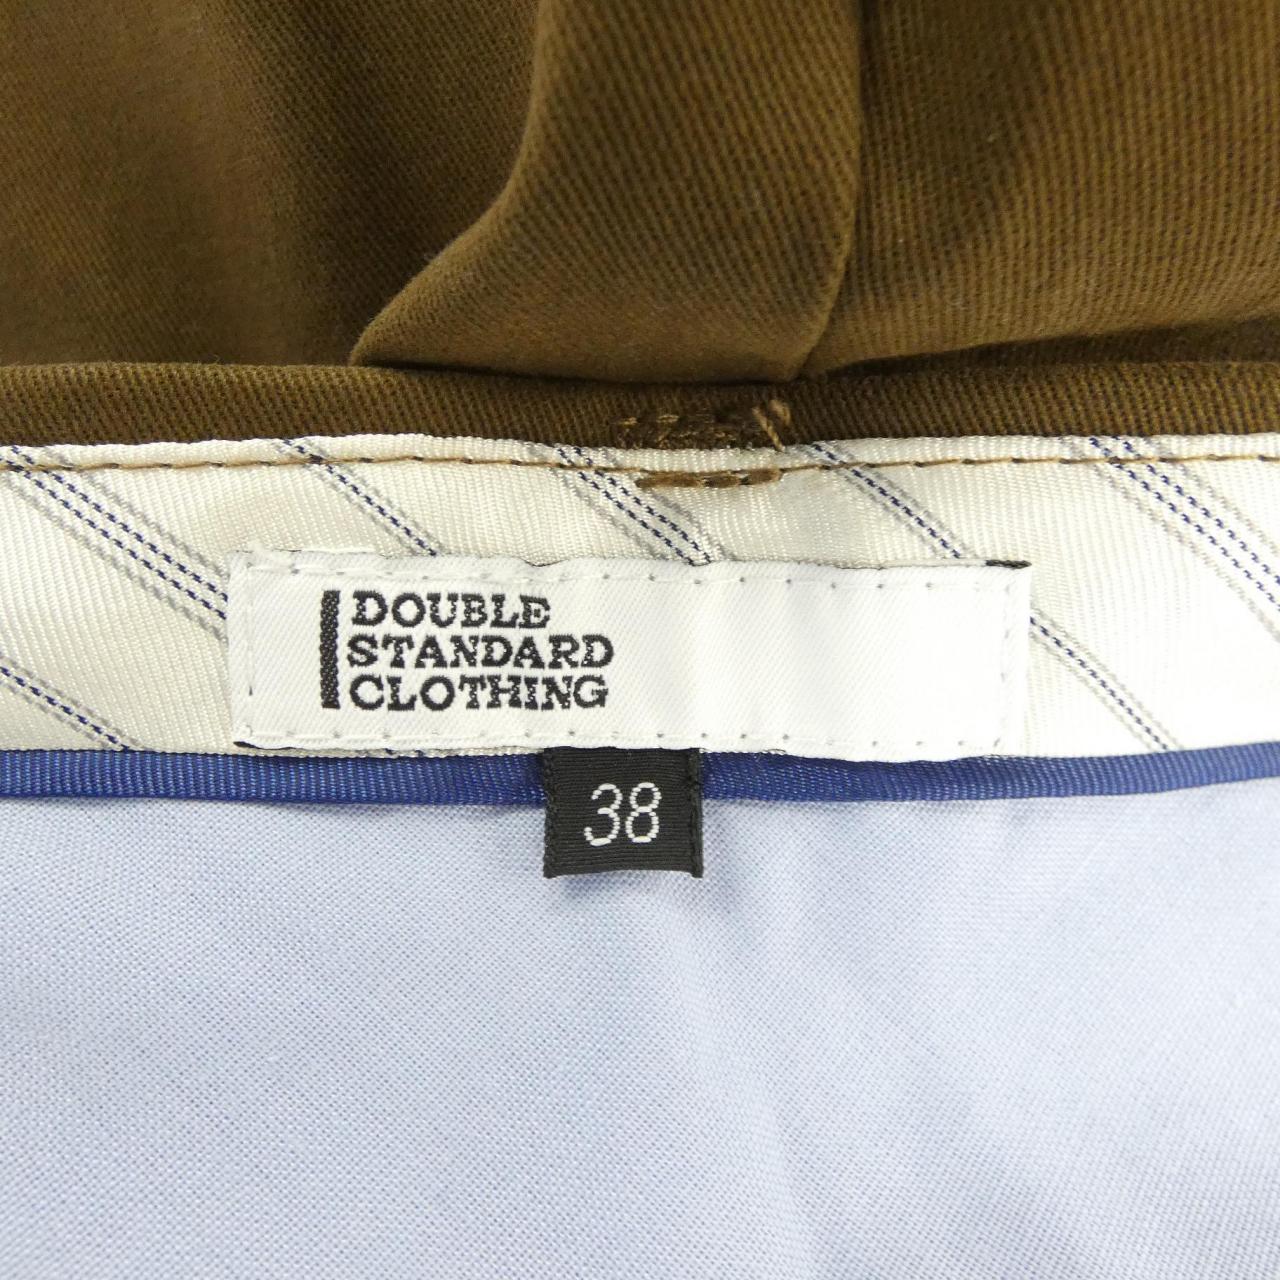 DOUBLE
STANDARD
CLOTHING
38